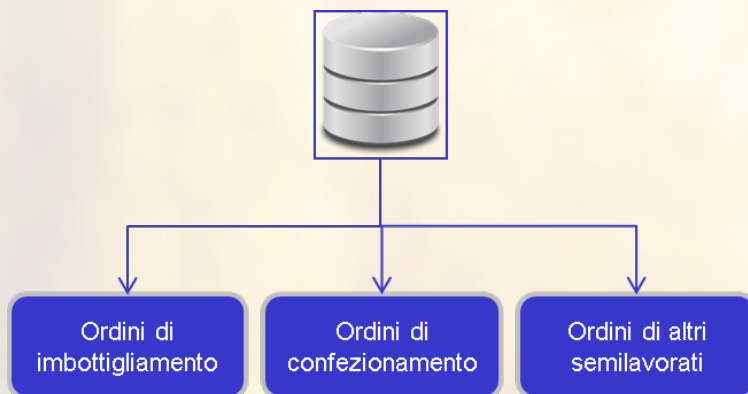 Ordini di
imbottigliamento
Ordini di
confezionamento
Ordini di altri
semilavorati